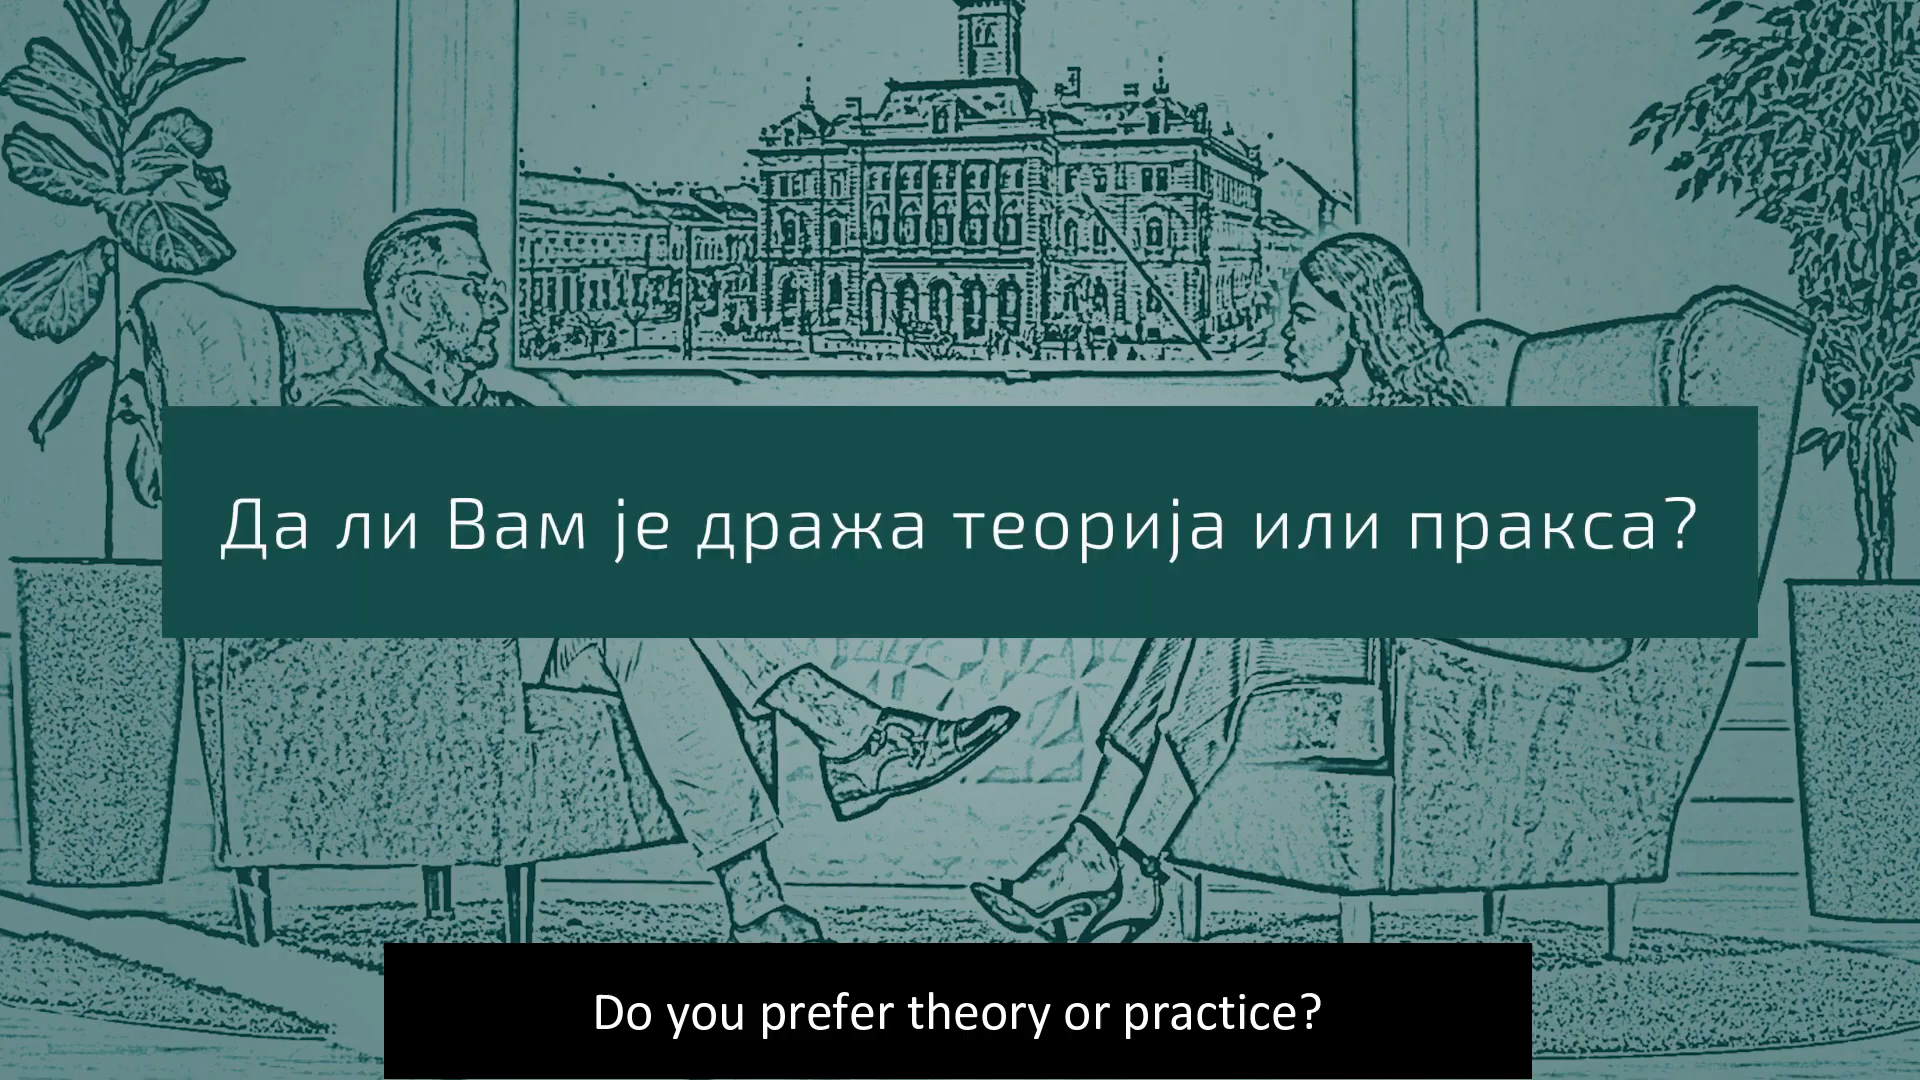 Да ли Вам је дража теорија или пракса?
Do you prefer theory or practice?